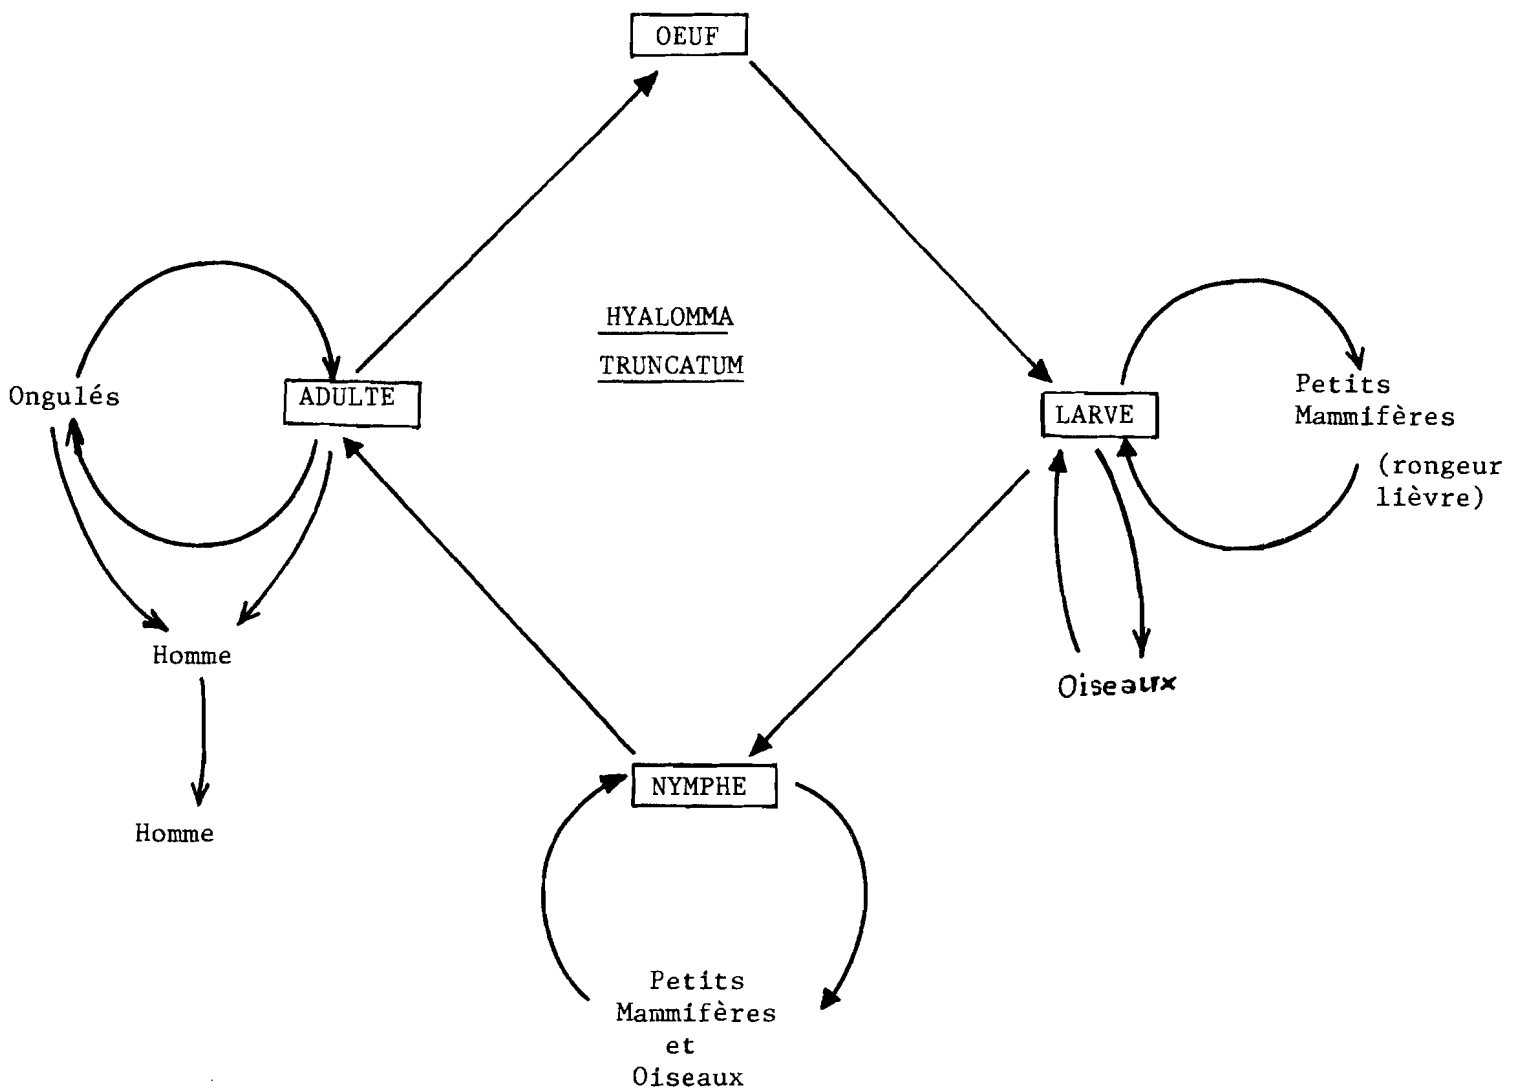 OEUF
HYALOMMA
TRUNCATUM
Ongulés
ADULTE
LARVE
Petits
Mammifères
(rongeur
lièvre)
Homme
Oiseaux
NYMPHE
Homme
Petits
Mammifères
et
Oiseaux